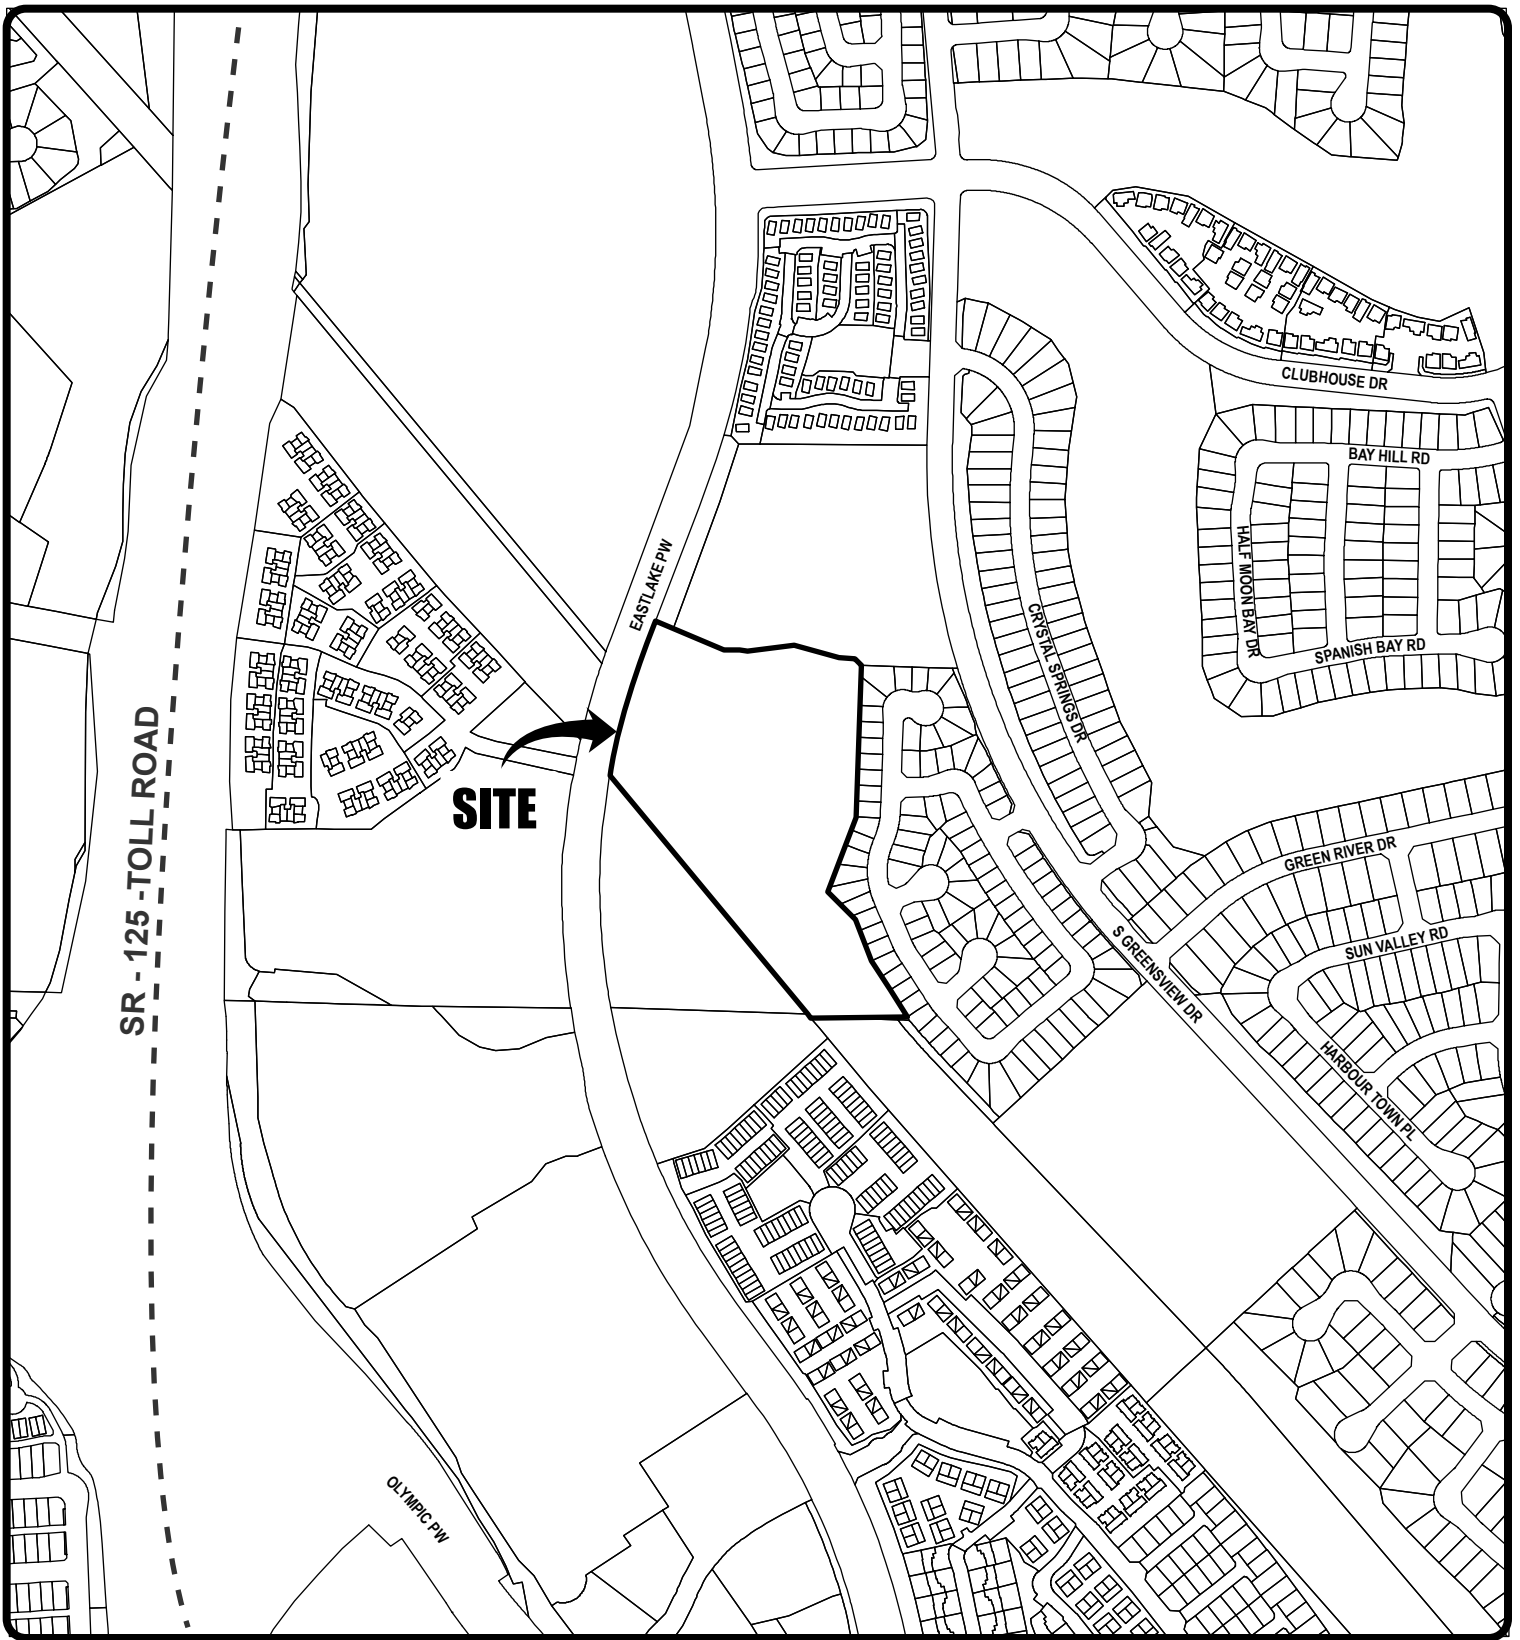 CLUBHOUSE DR
BAY HILL RD
EASTLAKE PW
HALF MOON BAY DR
CRYSTAL SPRINGS DR
SPANISH BAY RD
SR - 125 -TOLL ROAD
SITE
GREEN RIVER DR
SUN VALLEY RD
S GREENSVIEW DR
HARBOUR TOWN PL
OLYMPIC PW